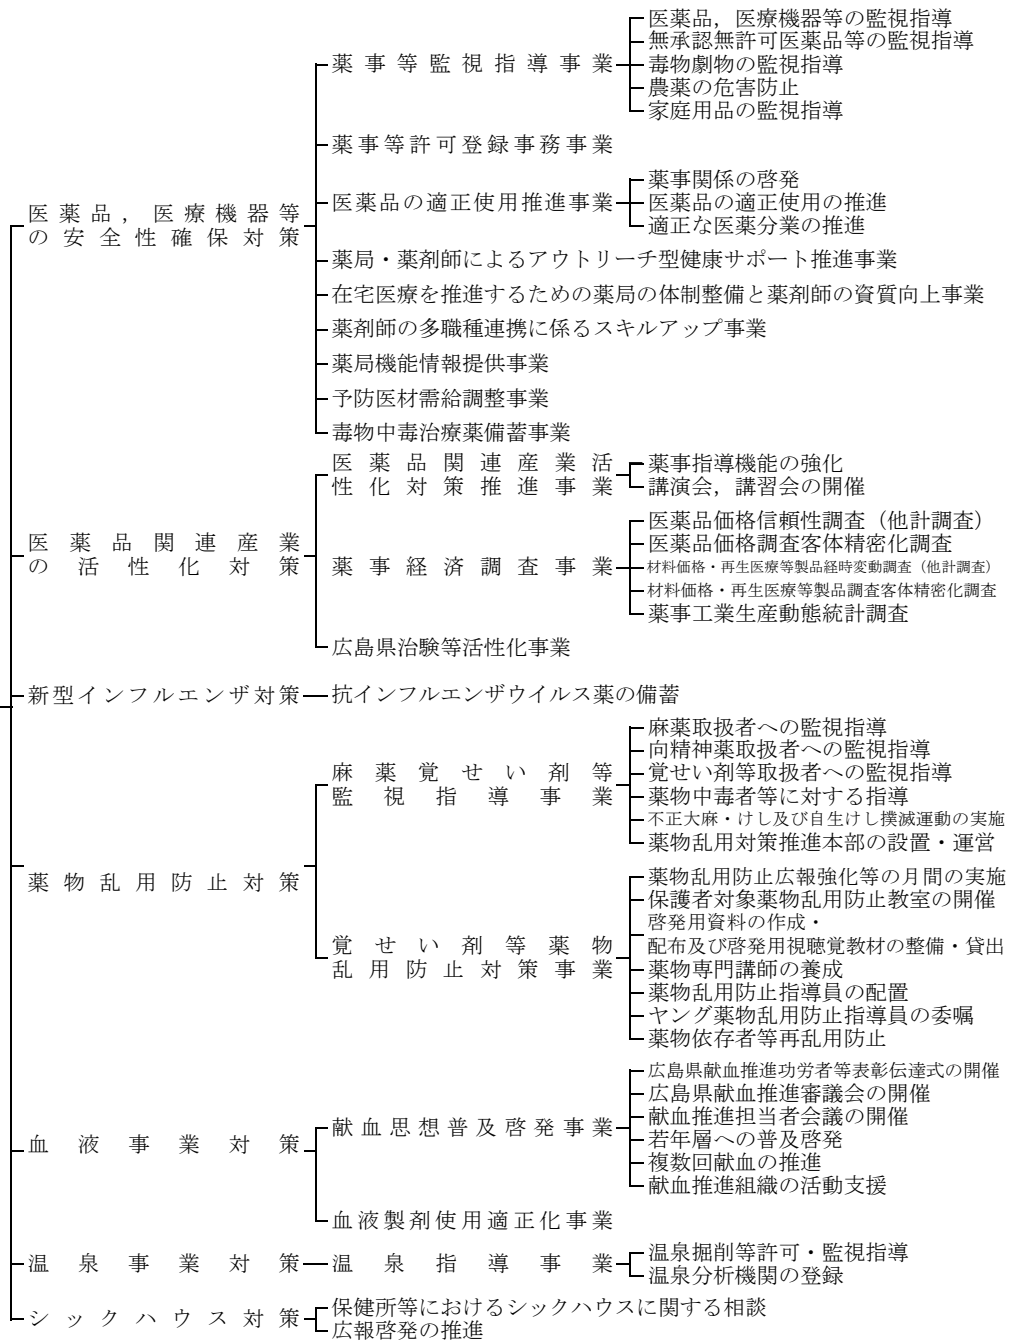 医薬品，医療機器等
の安全性確保対策
薬事等監視指導事業
医薬品，医療機器等の監視指導
無承認無許可医薬品等の監視指導
毒物劇物の監視指導
農薬の危害防止
家庭用品の監視指導
薬事等許可登録事務事業
医薬品の適正使用推進事業
薬事関係の啓発
医薬品の適正使用の推進
適正な医薬分業の推進
薬局・薬剤師によるアウトリーチ型健康サポート推進事業
在宅医療を推進するための薬局の体制整備と薬剤師の資質向上事業
薬剤師の多職種連携に係るスキルアップ事業
薬局機能情報提供事業
予防医材需給調整事業
毒物中毒治療薬備蓄事業
医薬品関連産業
の活性化対策
医薬品関連産業活
性化対策推進事業
薬事指導機能の強化
講演会，講習会の開催
薬事経済調査事業
医薬品価格信頼性調査（他計調査）
医薬品価格調査客体精密化調査
材料価格・再生医療等製品経時変動調査（他計調査）
材料価格・再生医療等製品調査客体精密化調査
薬事工業生産動態統計調査
広島県治験等活性化事業
新型インフルエンザ対策
抗インフルエンザウイルス薬の備蓄
薬物乱用防止対策
麻薬覚せい剤等
監視指導事業
麻薬取扱者への監視指導
向精神薬取扱者への監視指導
覚せい剤等取扱者への監視指導
薬物中毒者等に対する指導
不正大麻・けし及び自生けし撲滅運動の実施
薬物乱用対策推進本部の設置・運営
覚せい剤等薬物
乱用防止対策事業
薬物乱用防止広報強化等の月間の実施
保護者対象薬物乱用防止教室の開催
啓発用資料の作成・
配布及び啓発用視聴覚教材の整備・貸出
薬物専門講師の養成
薬物乱用防止指導員の配置
ヤング薬物乱用防止指導員の委嘱
薬物依存者等再乱用防止
血液事業対策
献血思想普及啓発事業
広島県献血推進功労者等表彰伝達式の開催
広島県献血推進審議会の開催
献血推進担当者会議の開催
若年層への普及啓発
複数回献血の推進
献血推進組織の活動支援
血液製剤使用適正化事業
温泉事業対策
温泉指導事業
温泉掘削等許可・監視指導
温泉分析機関の登録
シックハウス対策
保健所等におけるシックハウスに関する相談
広報啓発の推進